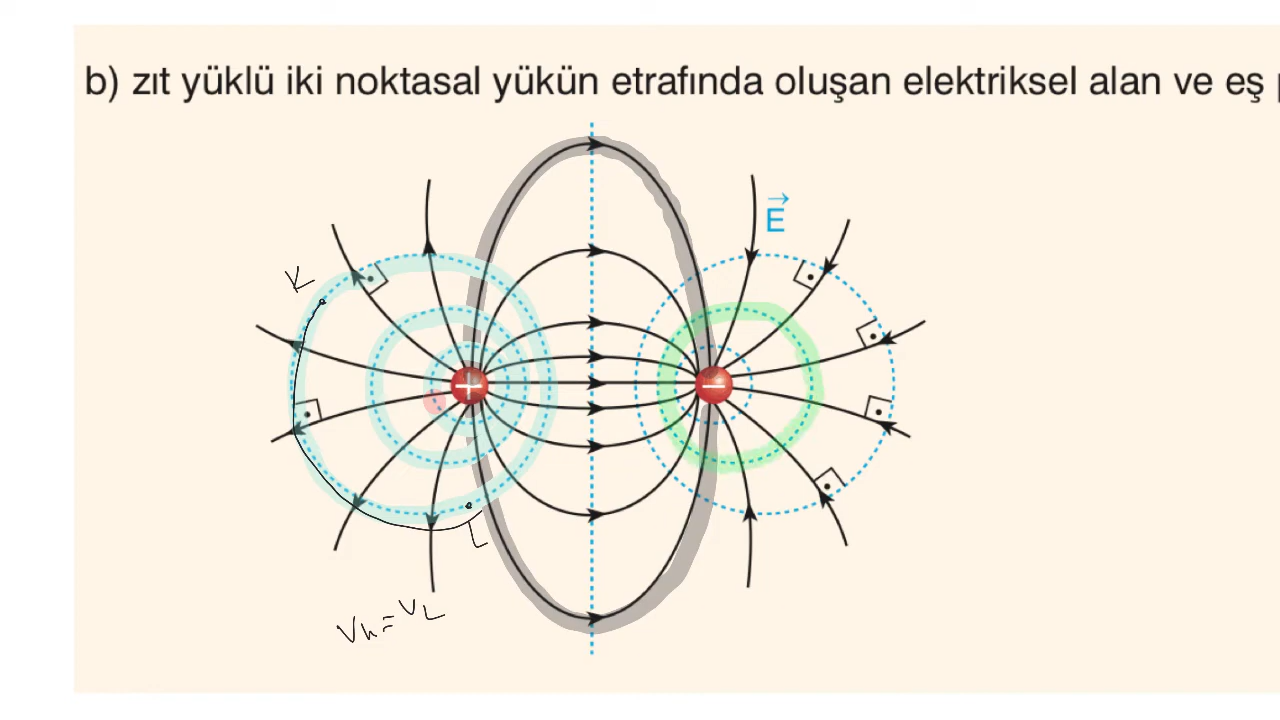 b) zıt yüklü iki noktasal yükün etrafında oluşan elektriksel alan ve eş
E
K
+
−
L
Vk = VL